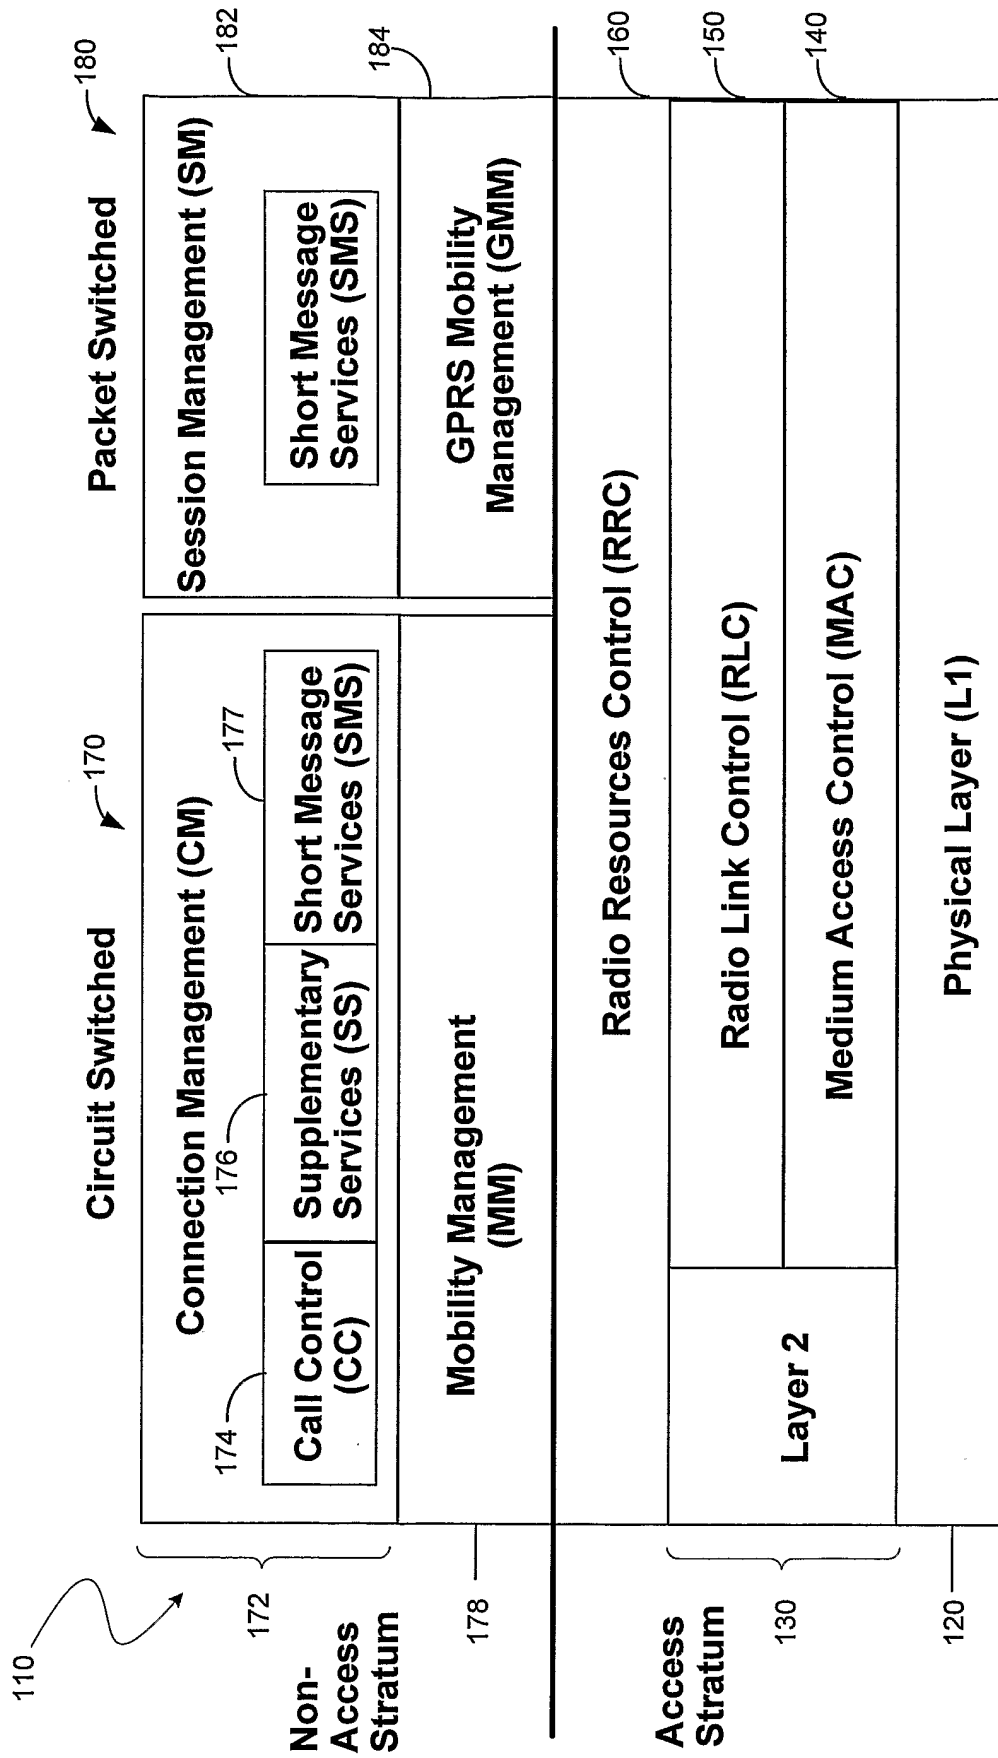 110
Circuit Switched
170
Packet Switched
180
Non-
Access
Stratum
172
Connection Management (CM)
174
176
177
Call Control
(CC)
Supplementary
Services (SS)
Short Message
Services (SMS)
Session Management (SM)
182
Short Message
Services (SMS)
184
178
Mobility Management
(MM)
GPRS Mobility
Management (GMM)
Access
Stratum
Radio Resources Control (RRC)
160
130
Layer 2
Radio Link Control (RLC)
150
Medium Access Control (MAC)
140
120
Physical Layer (L1)